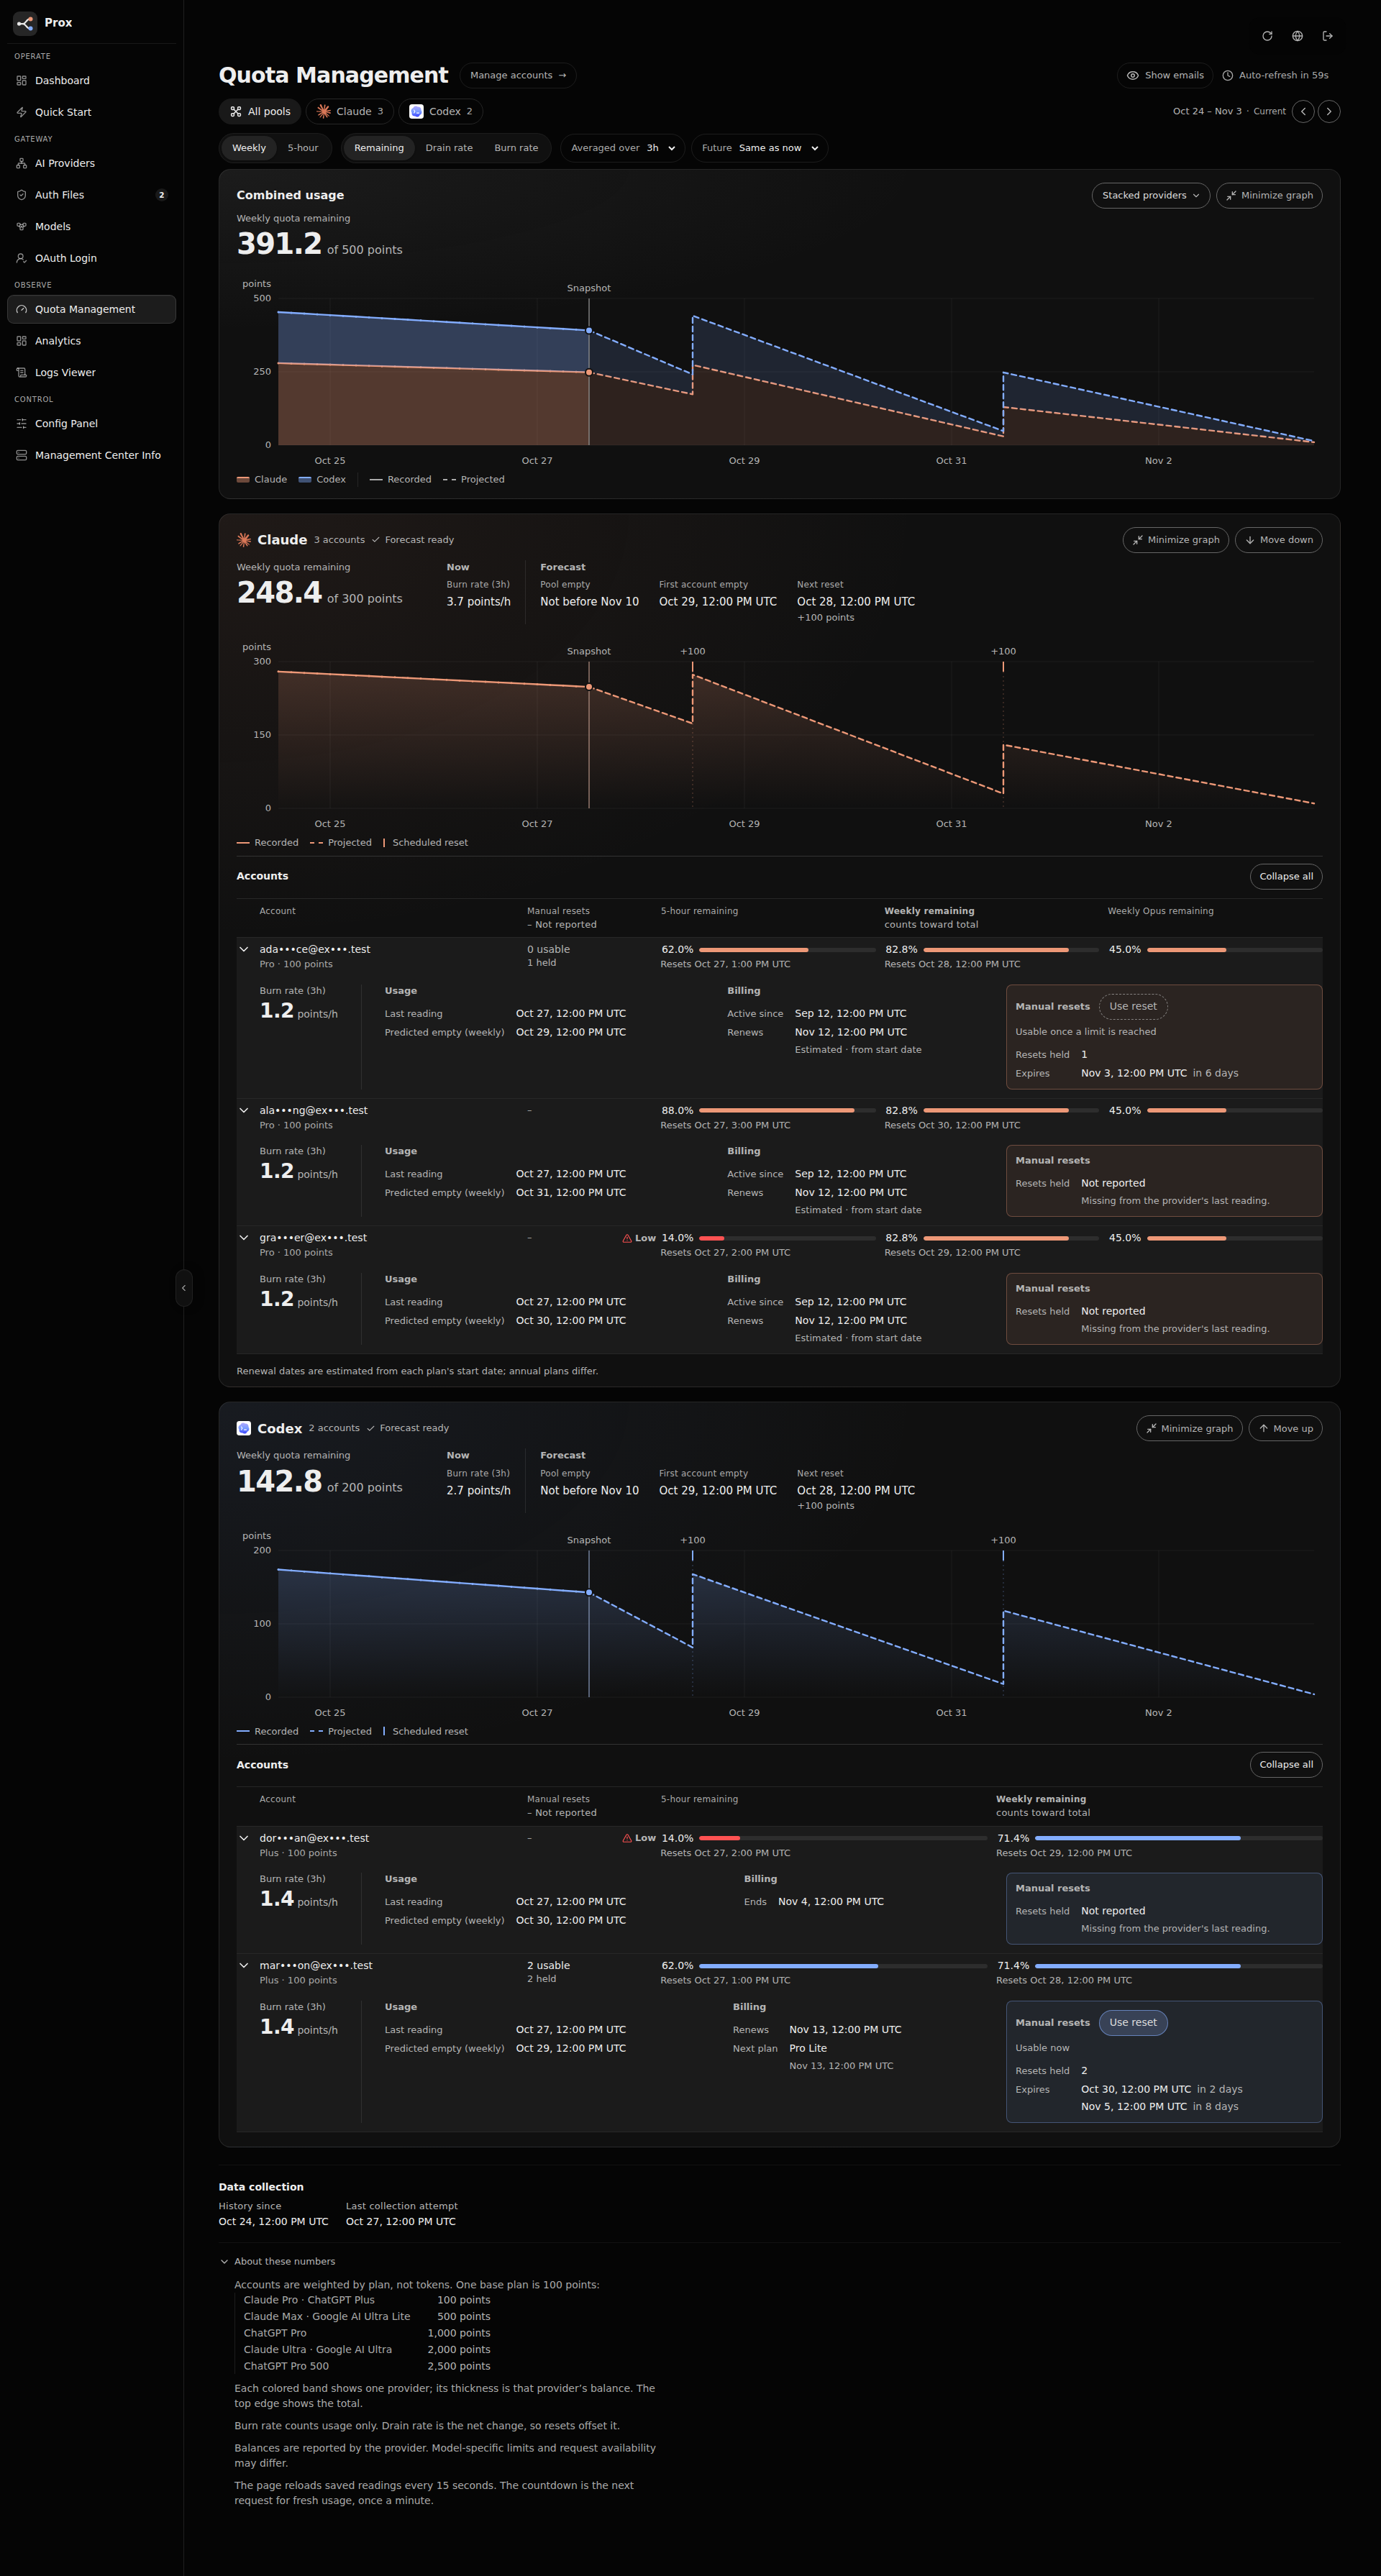 Prox
OPERATE
Dashboard
Quick Start
GATEWAY
AI Providers
Auth Files 2
Models
OAuth Login
OBSERVE
Quota Management
Analytics
Logs Viewer
CONTROL
Config Panel
Management Center Info
Quota Management Manage accounts → Show emails Auto-refresh in 59s
All pools Claude 3 Codex 2 Oct 24 – Nov 3 · Current
Weekly 5-hour Remaining Drain rate Burn rate Averaged over 3h Future Same as now
Combined usage Stacked providers Minimize graph
Weekly quota remaining
391.2 of 500 points
points
Snapshot
500
250
0
Oct 25 Oct 27 Oct 29 Oct 31 Nov 2
Claude Codex Recorded Projected
Claude 3 accounts Forecast ready Minimize graph Move down
Weekly quota remaining Now Forecast
248.4 of 300 points
Burn rate (3h) Pool empty First account empty Next reset
3.7 points/h Not before Nov 10 Oct 29, 12:00 PM UTC Oct 28, 12:00 PM UTC
+100 points
points
Snapshot +100 +100
300
150
0
Oct 25 Oct 27 Oct 29 Oct 31 Nov 2
Recorded Projected Scheduled reset
Accounts Collapse all
Account Manual resets 5-hour remaining Weekly remaining Weekly Opus remaining
– Not reported counts toward total
ada•••ce@ex•••.test 0 usable 62.0% 82.8% 45.0%
Pro · 100 points 1 held Resets Oct 27, 1:00 PM UTC Resets Oct 28, 12:00 PM UTC
Burn rate (3h) Usage Billing
1.2 points/h
Last reading Oct 27, 12:00 PM UTC Active since Sep 12, 12:00 PM UTC
Predicted empty (weekly) Oct 29, 12:00 PM UTC Renews Nov 12, 12:00 PM UTC
Estimated · from start date
Manual resets Use reset
Usable once a limit is reached
Resets held 1
Expires Nov 3, 12:00 PM UTC in 6 days
ala•••ng@ex•••.test – 88.0% 82.8% 45.0%
Pro · 100 points Resets Oct 27, 3:00 PM UTC Resets Oct 30, 12:00 PM UTC
Burn rate (3h) Usage Billing
1.2 points/h
Last reading Oct 27, 12:00 PM UTC Active since Sep 12, 12:00 PM UTC
Predicted empty (weekly) Oct 31, 12:00 PM UTC Renews Nov 12, 12:00 PM UTC
Estimated · from start date
Manual resets
Resets held Not reported
Missing from the provider's last reading.
gra•••er@ex•••.test – Low 14.0% 82.8% 45.0%
Pro · 100 points Resets Oct 27, 2:00 PM UTC Resets Oct 29, 12:00 PM UTC
Burn rate (3h) Usage Billing
1.2 points/h
Last reading Oct 27, 12:00 PM UTC Active since Sep 12, 12:00 PM UTC
Predicted empty (weekly) Oct 30, 12:00 PM UTC Renews Nov 12, 12:00 PM UTC
Estimated · from start date
Manual resets
Resets held Not reported
Missing from the provider's last reading.
Renewal dates are estimated from each plan's start date; annual plans differ.
Codex 2 accounts Forecast ready Minimize graph Move up
Weekly quota remaining Now Forecast
142.8 of 200 points
Burn rate (3h) Pool empty First account empty Next reset
2.7 points/h Not before Nov 10 Oct 29, 12:00 PM UTC Oct 28, 12:00 PM UTC
+100 points
points
Snapshot +100 +100
200
100
0
Oct 25 Oct 27 Oct 29 Oct 31 Nov 2
Recorded Projected Scheduled reset
Accounts Collapse all
Account Manual resets 5-hour remaining Weekly remaining
– Not reported counts toward total
dor•••an@ex•••.test – Low 14.0% 71.4%
Plus · 100 points Resets Oct 27, 2:00 PM UTC Resets Oct 29, 12:00 PM UTC
Burn rate (3h) Usage Billing
1.4 points/h
Last reading Oct 27, 12:00 PM UTC Ends Nov 4, 12:00 PM UTC
Predicted empty (weekly) Oct 30, 12:00 PM UTC
Manual resets
Resets held Not reported
Missing from the provider's last reading.
mar•••on@ex•••.test 2 usable 62.0% 71.4%
Plus · 100 points 2 held Resets Oct 27, 1:00 PM UTC Resets Oct 28, 12:00 PM UTC
Burn rate (3h) Usage Billing
1.4 points/h
Last reading Oct 27, 12:00 PM UTC Renews Nov 13, 12:00 PM UTC
Predicted empty (weekly) Oct 29, 12:00 PM UTC Next plan Pro Lite
Nov 13, 12:00 PM UTC
Manual resets Use reset
Usable now
Resets held 2
Expires Oct 30, 12:00 PM UTC in 2 days
Nov 5, 12:00 PM UTC in 8 days
Data collection
History since Last collection attempt
Oct 24, 12:00 PM UTC Oct 27, 12:00 PM UTC
About these numbers
Accounts are weighted by plan, not tokens. One base plan is 100 points:
Claude Pro · ChatGPT Plus 100 points
Claude Max · Google AI Ultra Lite 500 points
ChatGPT Pro 1,000 points
Claude Ultra · Google AI Ultra 2,000 points
ChatGPT Pro 500 2,500 points
Each colored band shows one provider; its thickness is that provider’s balance. The
top edge shows the total.
Burn rate counts usage only. Drain rate is the net change, so resets offset it.
Balances are reported by the provider. Model-specific limits and request availability
may differ.
The page reloads saved readings every 15 seconds. The countdown is the next
request for fresh usage, once a minute.